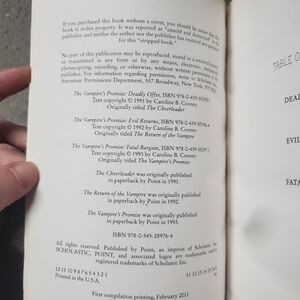 If you purchased this book without a cover, you should be aware that this
book is stolen property. It was reported as "unsold and destroyed" to the
publisher, and neither the author nor the publisher has received any payment
for this "stripped book."
No part of this publication may be reproduced, stored in a retrieval system,
or transmitted in any form or by any means, electronic, mechanical,
photocopying, recording, or otherwise, without written permission of the
publisher. For information regarding permission, write to Scholastic Inc.,
Attention: Permissions Department, 557 Broadway, New York, NY
The Vampire's Promise: Deadly Offer, ISBN 978-0-439-
Text copyright © 1991 by Caroline B. Cooney
Originally titled The Cheerleader
The Vampire's Promise: Evil Returns, ISBN 978-0-439-
Text copyright © 1992 by Caroline B. Cooney
Originally titled The Return of the Vampire
The Vampire's Promise: Fatal Bargain, ISBN 978-0-439-
Text copyright © 1993 by Caroline B. Cooney
Originally titled The Vampire's Promise
The Cheerleader was originally published
in paperback by Point in 1991.
The Return of the Vampire was originally published
in paperback by Point in 1992.
The Vampire's Promise was originally published
in paperback by Point in 1993.
ISBN 978-0-545-28976-4
All rights reserved. Published by Point, an imprint of Scholastic Inc.
SCHOLASTIC, POINT, and associated logos are trademarks and/or
registered trademarks of Scholastic Inc.
12 11 10 9 8 7 6 5 4 3 2 1
Printed in the U.S.A.
First compilation printing, February 2011
TABLE O
DEAD
EVIL
FATA